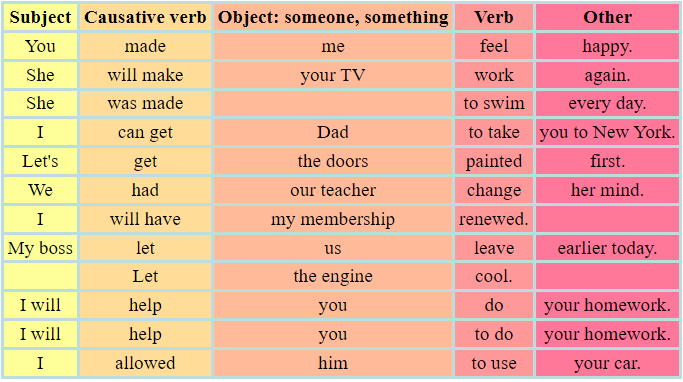 Subject Causative verb Object: someone, something Verb Other
You made me feel happy.
She will make your TV work again.
She was made to swim every day.
I can get Dad to take you to New York.
Let's get the doors painted first.
We had our teacher change her mind.
I will have my membership renewed.
My boss let us leave earlier today.
Let the engine cool.
I will help you do your homework.
I will help you to do your homework.
I allowed him to use your car.